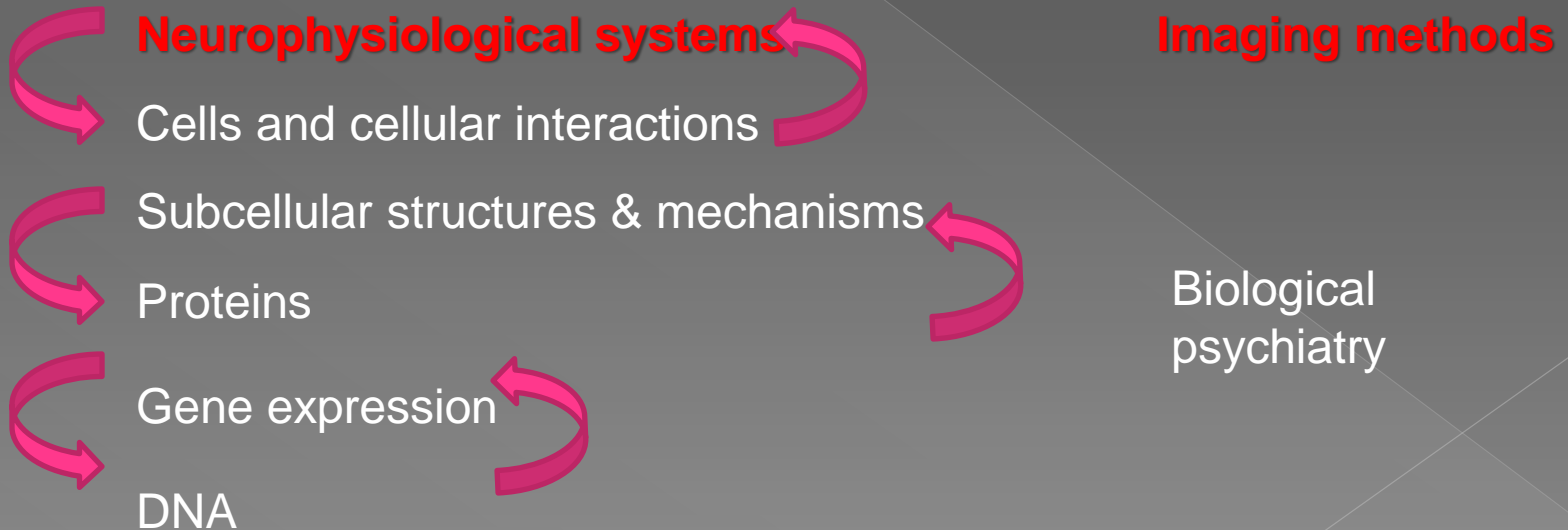 Neurophysiological systems
Imaging methods
Cells and cellular interactions
Subcellular structures & mechanisms
Proteins
Gene expression
DNA
Biological
psychiatry